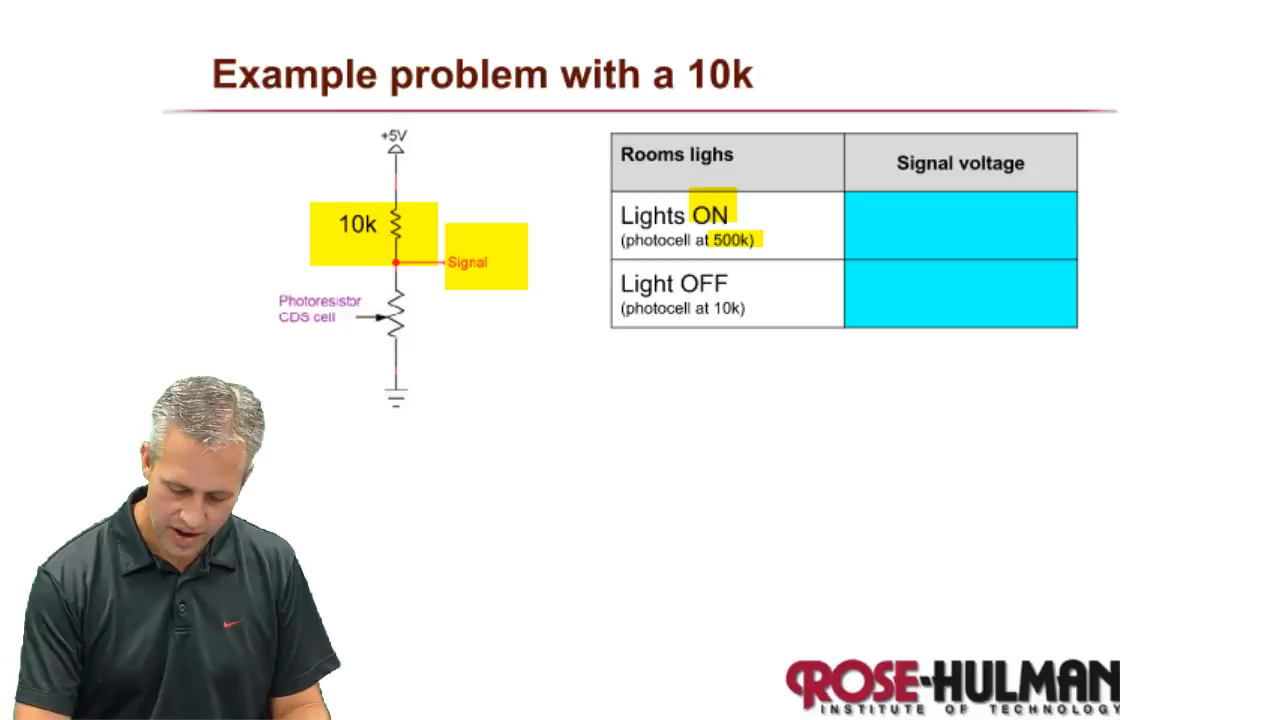 Example problem with a 10k
+5V
10k
Signal
Photoresistor
CDS cell
Rooms lighs
Signal voltage
Lights ON
(photocell at 500k)
Light OFF
(photocell at 10k)
ROSE-HULMAN
INSTITUTE OF TECHNOLOGY